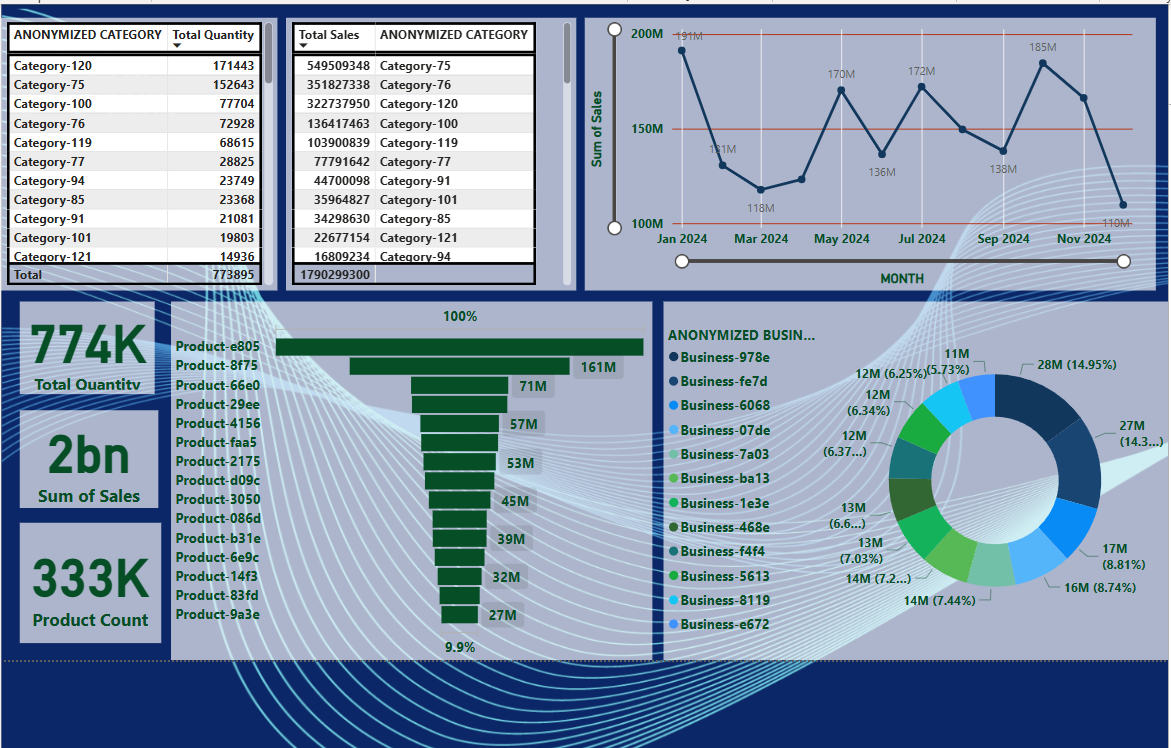 ANONYMIZED CATEGORY Total Quantity
Category-120 171443
Category-75 152643
Category-100 77704
Category-76 72928
Category-119 68615
Category-77 28825
Category-94 23749
Category-85 23368
Category-91 21081
Category-101 19803
Category-121 14936
Total 773895
Total Sales ANONYMIZED CATEGORY
549509348 Category-75
351827338 Category-76
322737950 Category-120
136417463 Category-100
103900839 Category-119
77791642 Category-77
44700098 Category-91
35964827 Category-101
34298630 Category-85
22677154 Category-121
16809234 Category-94
1790299300
Sum of Sales
200M
150M
100M
191M
131M
118M
170M
136M
172M
138M
185M
110M
Jan 2024 Mar 2024 May 2024 Jul 2024 Sep 2024 Nov 2024
MONTH
774K
Total Quantity
2bn
Sum of Sales
333K
Product Count
100%
Product-e805
Product-8f75 161M
Product-66e0 71M
Product-29ee
Product-4156 57M
Product-faa5
Product-2175 53M
Product-d09c
Product-3050 45M
Product-086d
Product-b31e 39M
Product-6e9c
Product-14f3 32M
Product-83fd
Product-9a3e 27M
9.9%
ANONYMIZED BUSIN...
Business-978e
Business-fe7d
Business-6068
Business-07de
Business-7a03
Business-ba13
Business-1e3e
Business-468e
Business-f4f4
Business-5613
Business-8119
Business-e672
28M (14.95%)
27M
(14.3...)
17M
(8.81%)
16M (8.74%)
14M (7.44%)
14M (7.2...)
13M
(7.03%)
13M
(6.6...)
12M
(6.37...)
12M
(6.34%)
12M (6.25%)
11M
(5.73%)